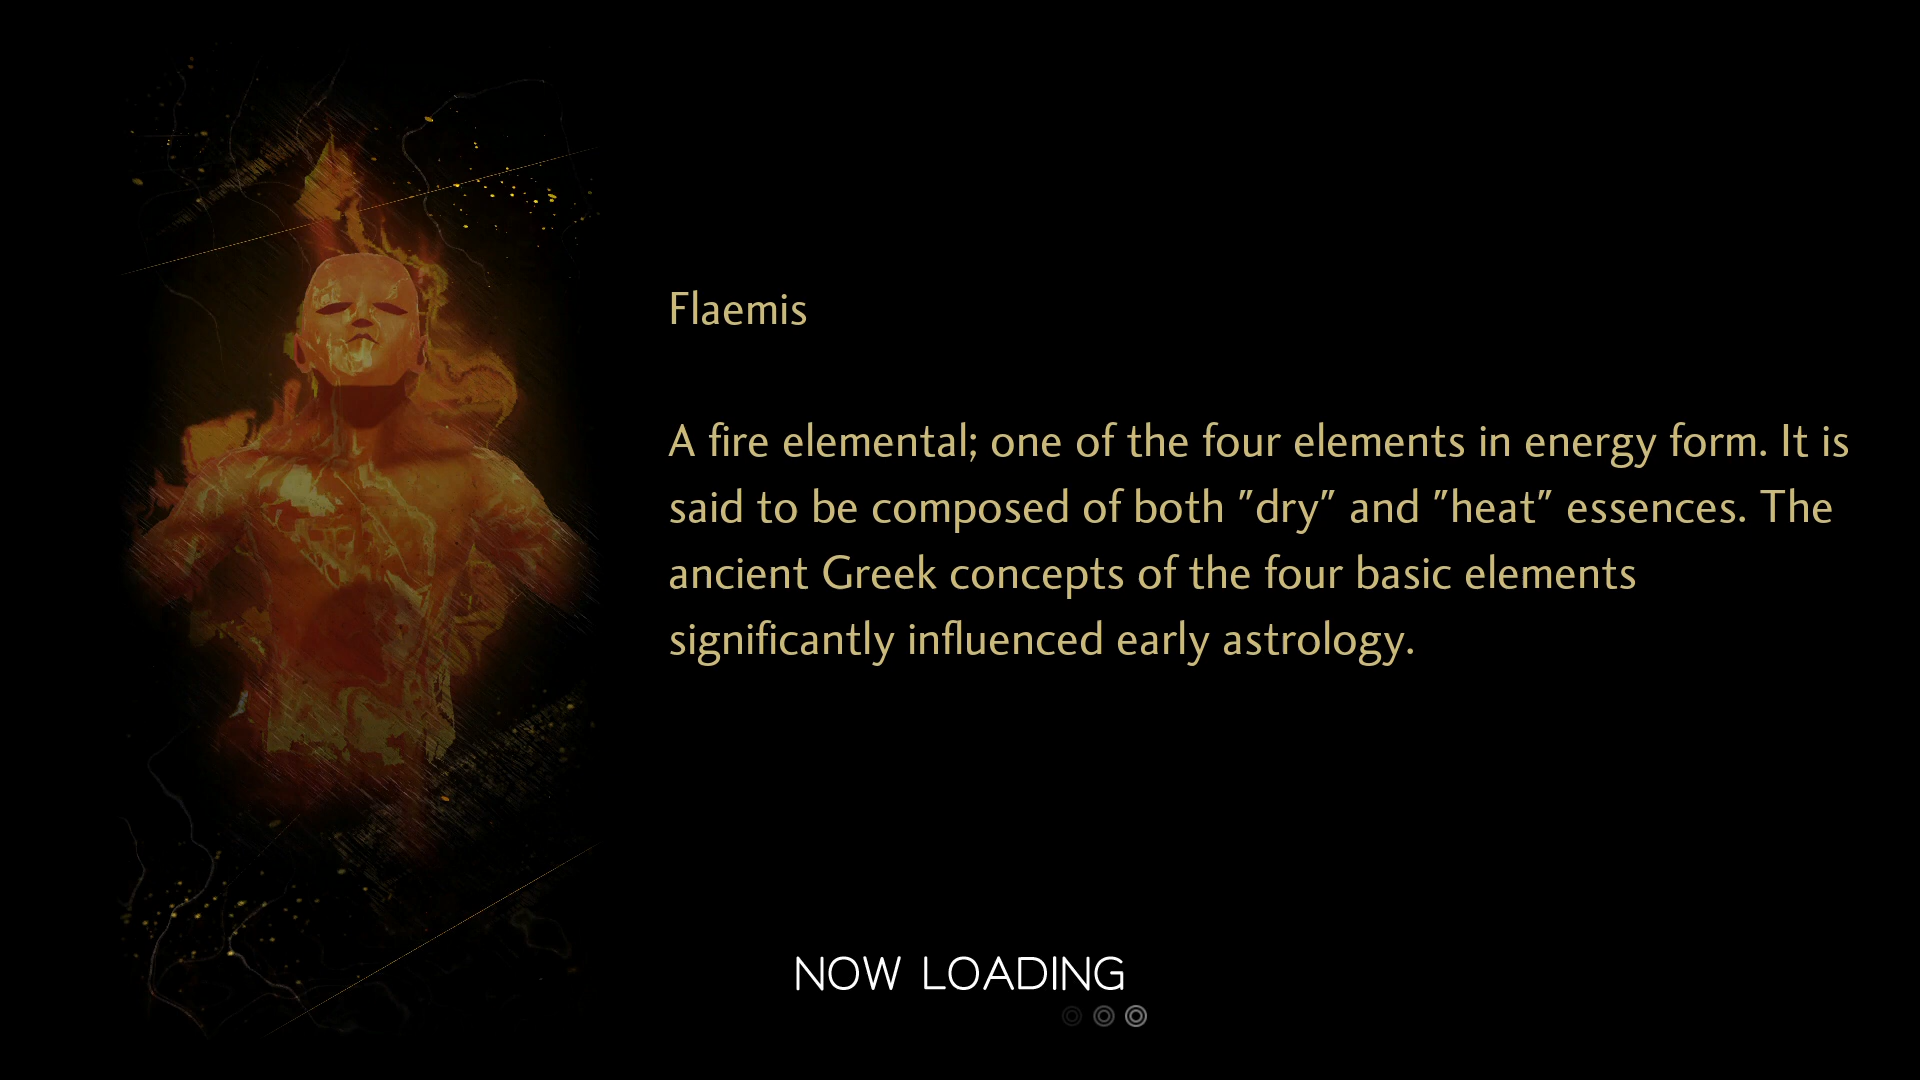 Flaemis
A fire elemental; one of the four elements in energy form. It is
said to be composed of both "dry" and "heat" essences. The
ancient Greek concepts of the four basic elements
significantly influenced early astrology.
NOW LOADING